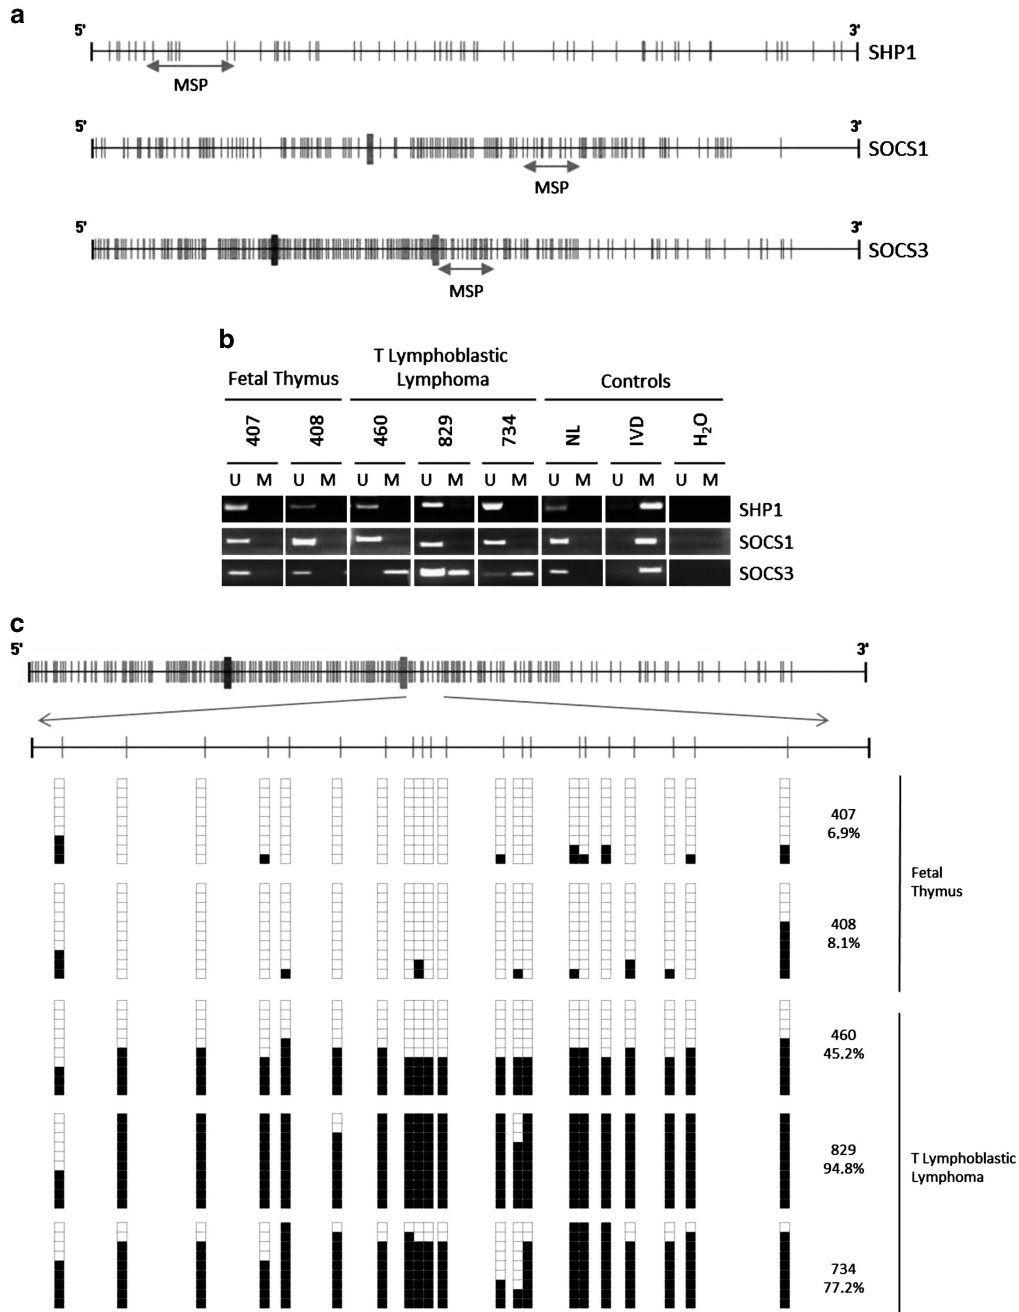 a
5' 3'
SHP1
MSP
5' 3'
SOCS1
MSP
5' 3'
SOCS3
MSP
b
Fetal Thymus
T Lymphoblastic
Lymphoma
Controls
407 408 460 829 734 NL IVD H₂O
U M U M U M U M U M U M U M U M
SHP1
SOCS1
SOCS3
c
5' 3'
407
6.9%
408
8.1%
Fetal
Thymus
460
45.2%
829
94.8%
734
77.2%
T Lymphoblastic
Lymphoma